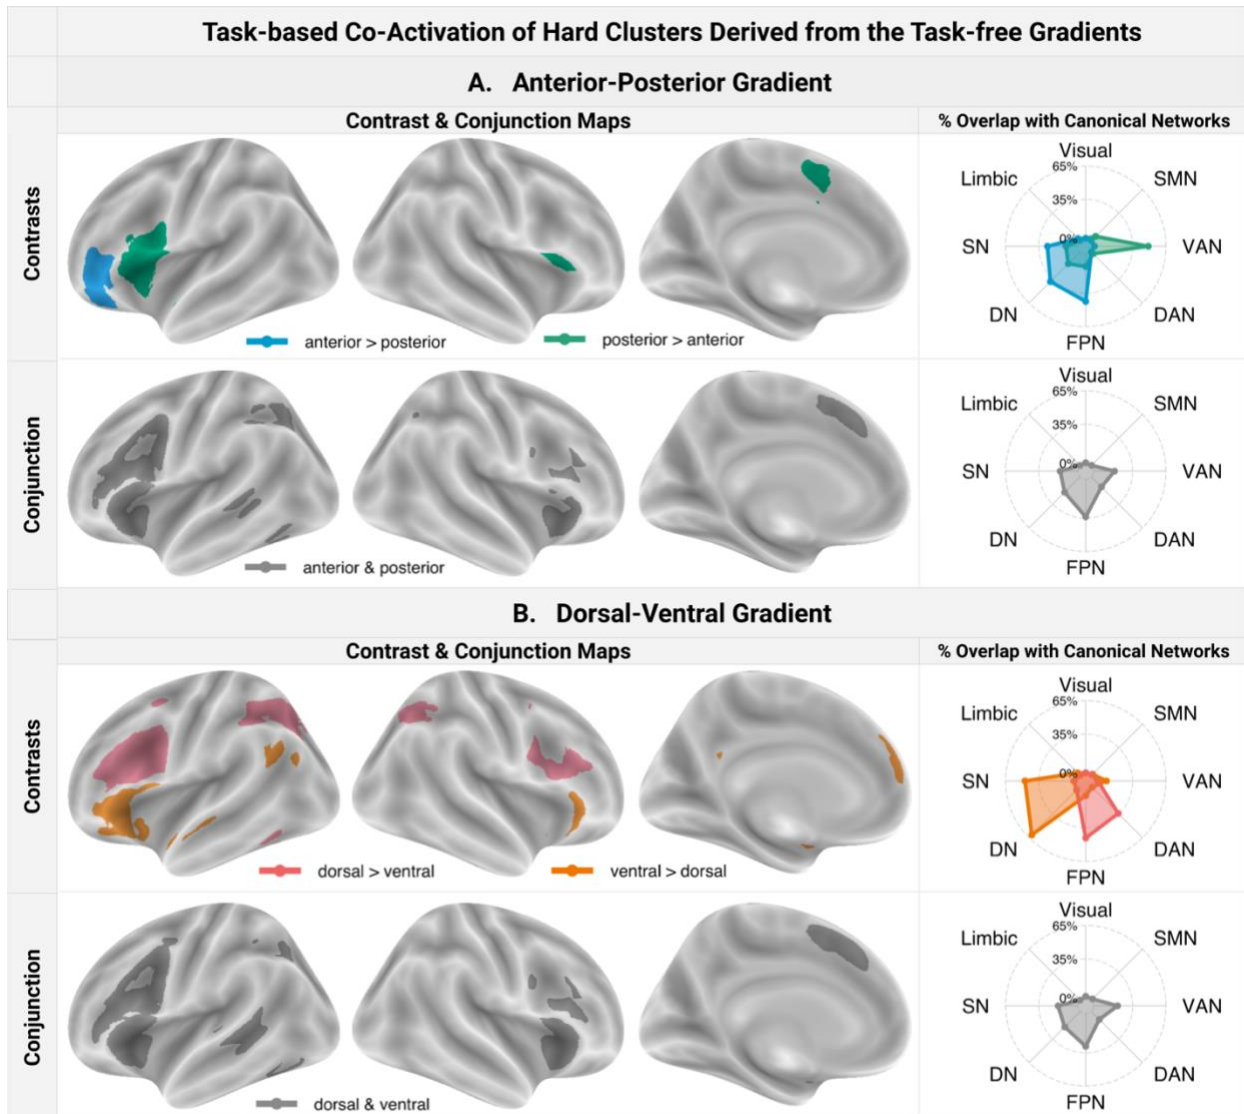 Task-based Co-Activation of Hard Clusters Derived from the Task-free Gradients
A. Anterior-Posterior Gradient
Contrast & Conjunction Maps
% Overlap with Canonical Networks
Contrasts
anterior > posterior
posterior > anterior
Visual
65%
Limbic
SMN
35%
0%
SN
VAN
DN
DAN
FPN
Conjunction
anterior & posterior
Visual
65%
Limbic
SMN
35%
0%
SN
VAN
DN
DAN
FPN
B. Dorsal-Ventral Gradient
Contrast & Conjunction Maps
% Overlap with Canonical Networks
Contrasts
dorsal > ventral
ventral > dorsal
Visual
65%
Limbic
SMN
35%
0%
SN
VAN
DN
DAN
FPN
Conjunction
dorsal & ventral
Visual
65%
Limbic
SMN
35%
0%
SN
VAN
DN
DAN
FPN